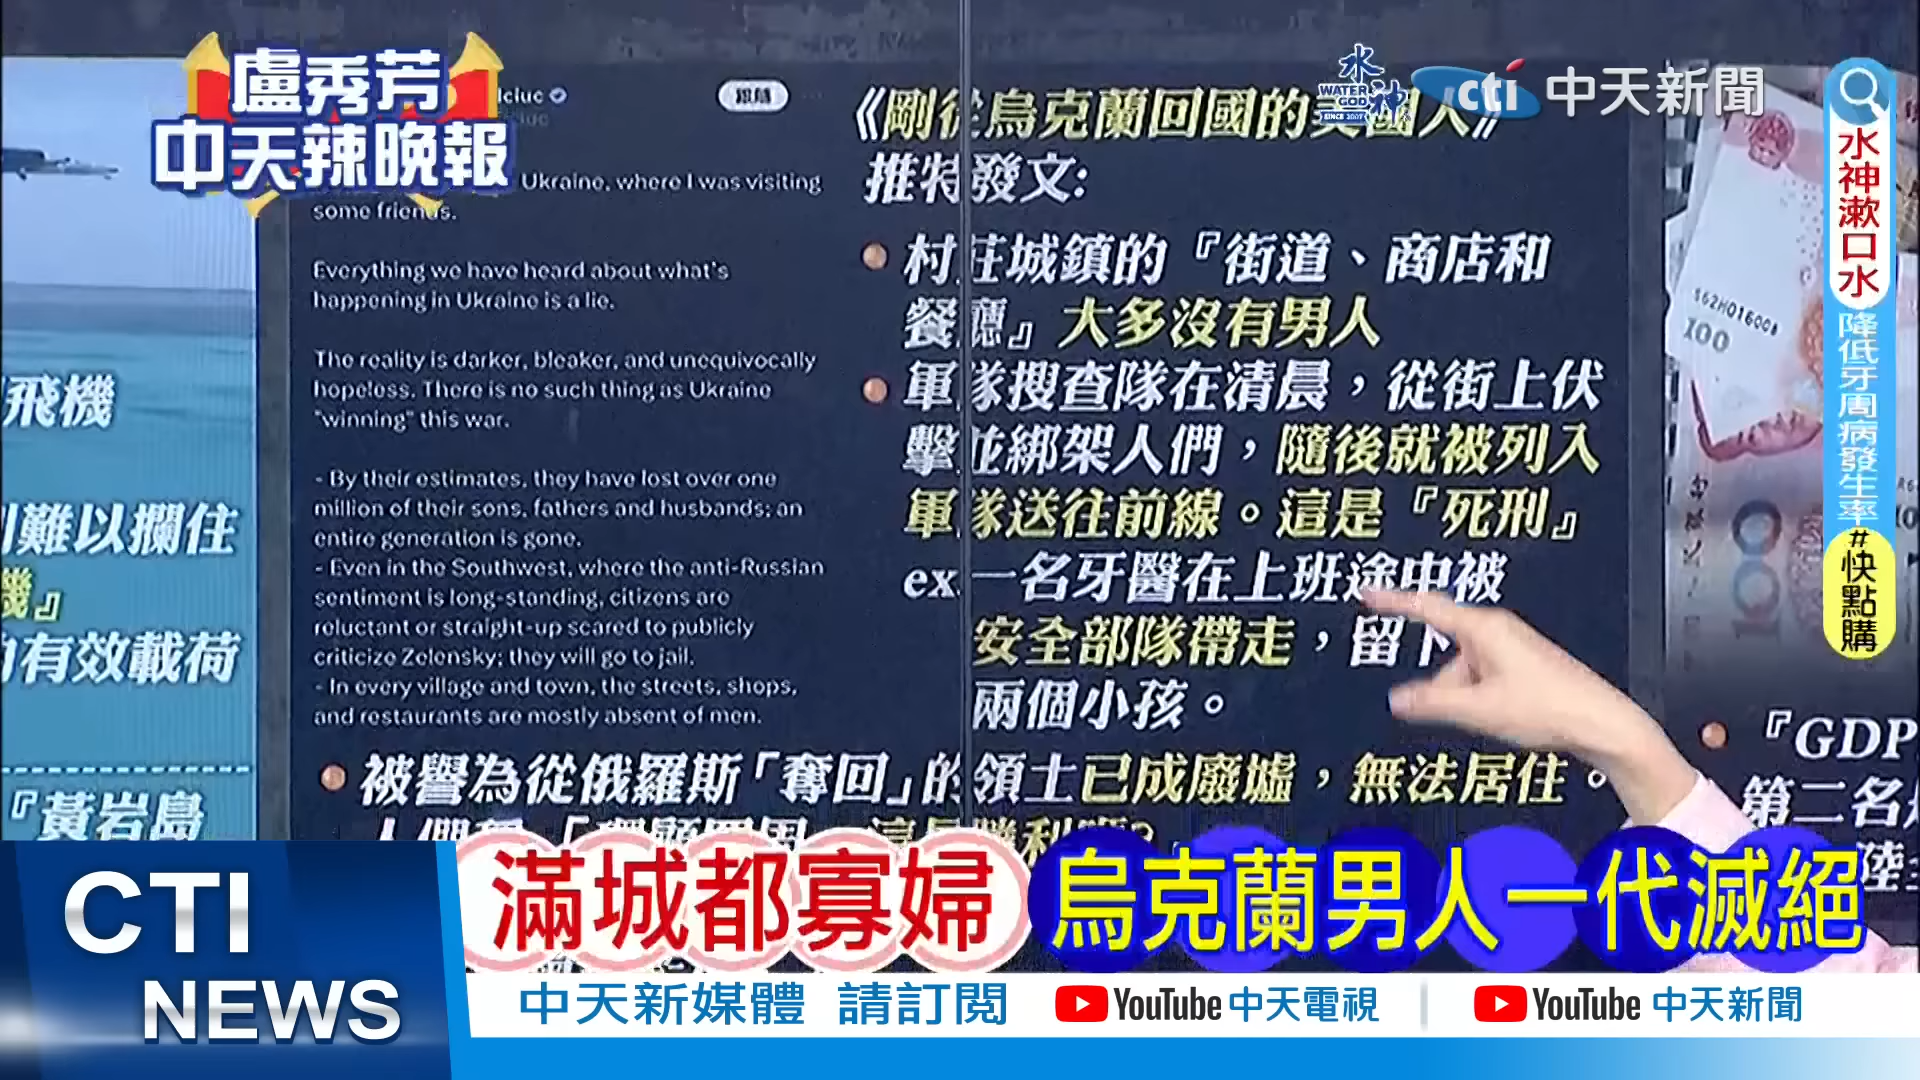 盧秀芳
中天辣晚報
水神
WATER GOD
SINCE 2007
cti 中天新聞
水神漱口水
降低牙周病發生率
#快點購
飛機
難以攔住
機』
有效載荷
『黃岩島
Ukraine, where I was visiting
some friends.
Everything we have heard about what's
happening in Ukraine is a lie.
The reality is darker, bleaker, and unequivocally
hopeless. There is no such thing as Ukraine
"winning" this war.
- By their estimates, they have lost over one
million of their sons, fathers and husbands; an
entire generation is gone.
- Even in the Southwest, where the anti-Russian
sentiment is long-standing, citizens are
reluctant or straight-up scared to publicly
criticize Zelensky; they will go to jail.
- In every village and town, the streets, shops,
and restaurants are mostly absent of men.
《剛從烏克蘭回國的美國人》
推特發文:
村莊城鎮的『街道、商店和
餐廳』大多沒有男人
軍隊搜查隊在清晨，從街上伏
擊並綁架人們，隨後就被列入
軍隊送往前線。這是『死刑』
ex 一名牙醫在上班途中被
安全部隊帶走，留下
兩個小孩。
被譽為從俄羅斯「奪回」的領土已成廢墟，無法居住。
S62H016008
100
100
『GDP
第二名
陸
滿城都寡婦 烏克蘭男人一代滅絕
CTI
NEWS
中天新媒體 請訂閱 YouTube 中天電視 | YouTube 中天新聞